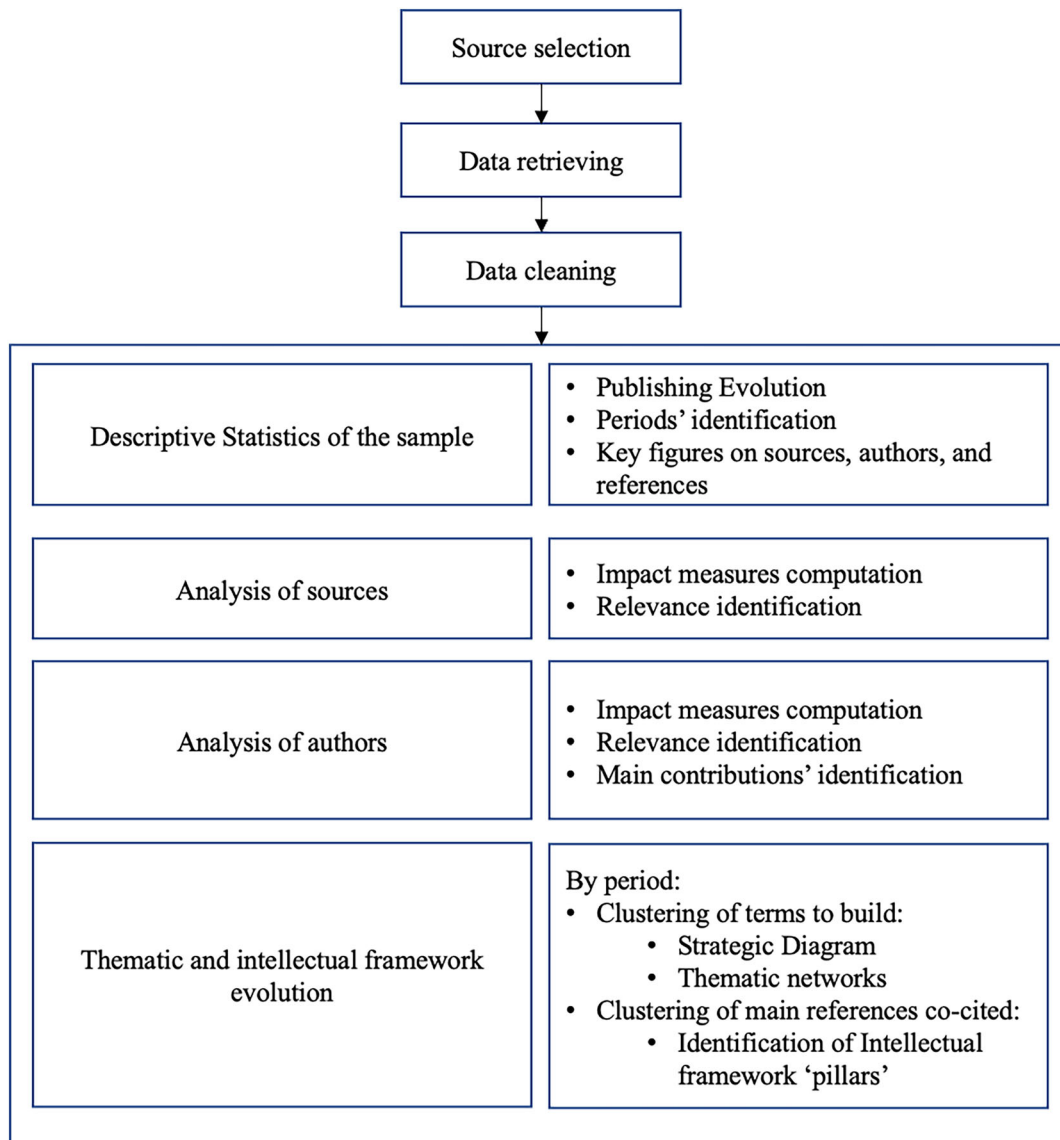 Source selection
Data retrieving
Data cleaning
Descriptive Statistics of the sample
• Publishing Evolution
• Periods’ identification
• Key figures on sources, authors, and
references
Analysis of sources
• Impact measures computation
• Relevance identification
Analysis of authors
• Impact measures computation
• Relevance identification
• Main contributions’ identification
Thematic and intellectual framework
evolution
By period:
• Clustering of terms to build:
• Strategic Diagram
• Thematic networks
• Clustering of main references co-cited:
• Identification of Intellectual
framework ‘pillars’